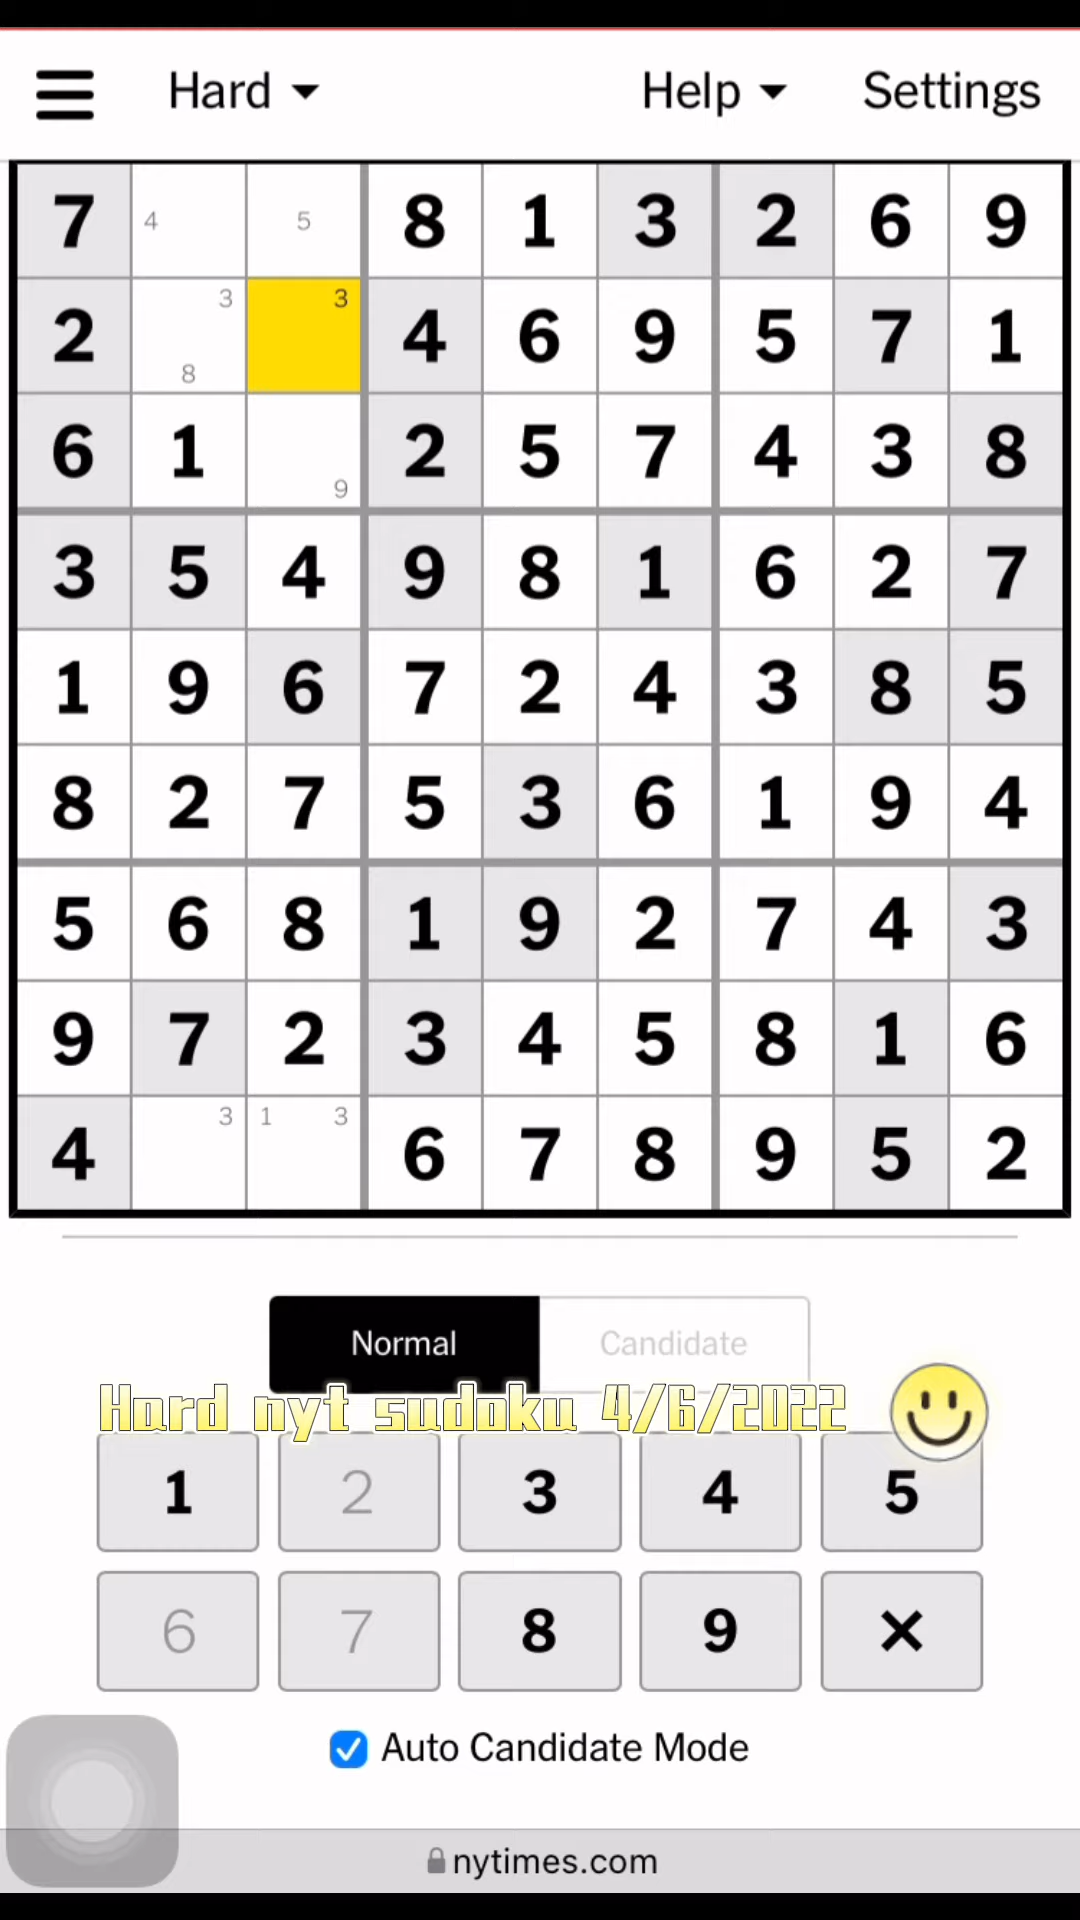 Hard Help Settings
7 4 5 8 1 3 2 6 9
2 3 8 3 4 6 9 5 7 1
6 1 9 2 5 7 4 3 8
3 5 4 9 8 1 6 2 7
1 9 6 7 2 4 3 8 5
8 2 7 5 3 6 1 9 4
5 6 8 1 9 2 7 4 3
9 7 2 3 4 5 8 1 6
4 3 1 3 6 7 8 9 5 2
Normal Candidate
Hard nyt sudoku 4/6/2022
1 2 3 4 5
6 7 8 9 ×
Auto Candidate Mode
nytimes.com